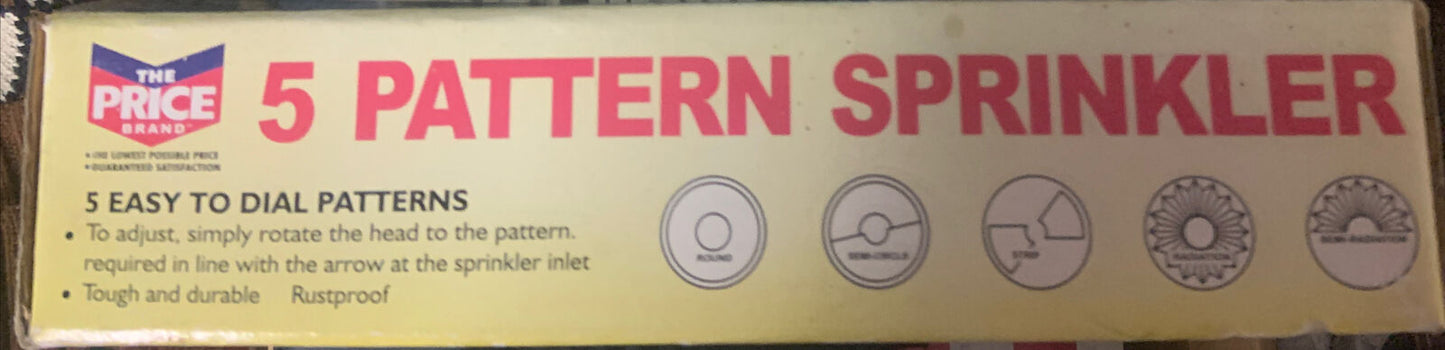 THE
PRICE
BRAND™
• THE LOWEST POSSIBLE PRICE
• GUARANTEED SATISFACTION
5 PATTERN SPRINKLER
5 EASY TO DIAL PATTERNS
• To adjust, simply rotate the head to the pattern.
required in line with the arrow at the sprinkler inlet
• Tough and durable Rustproof
ROUND
SEMI-CIRCLE
STRIP
RADIATION
SEMI-RADIATION